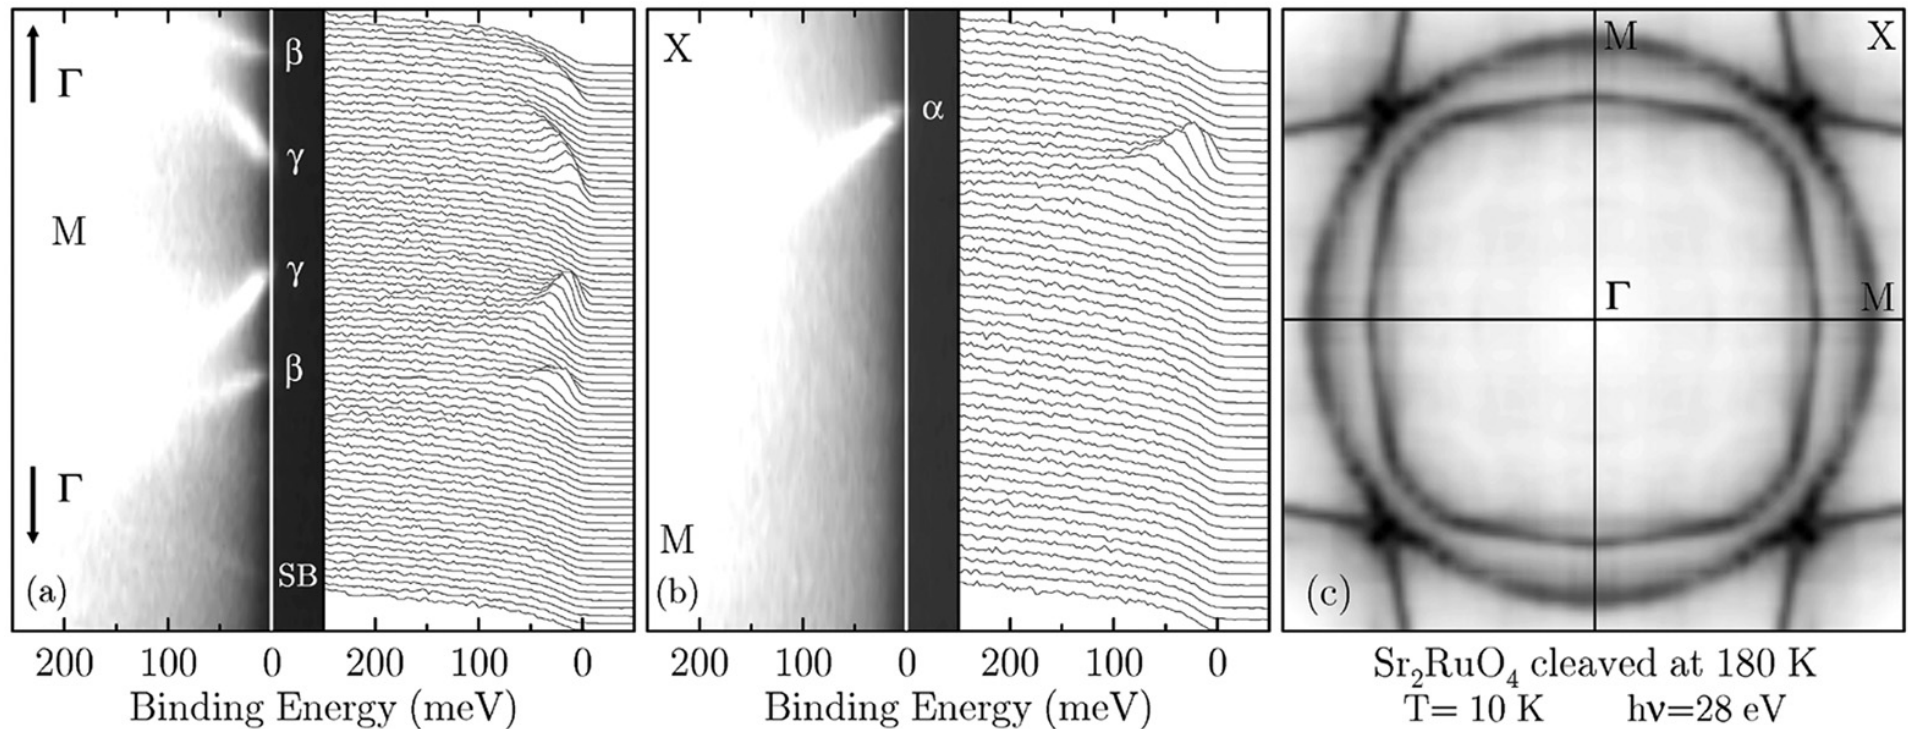 β
Γ
γ
M
γ
β
Γ
SB
(a)
200 100 0 200 100 0
Binding Energy (meV)
X
α
M
(b)
200 100 0 200 100 0
Binding Energy (meV)
M X
Γ M
(c)
Sr₂RuO₄ cleaved at 180 K
T= 10 K hν=28 eV